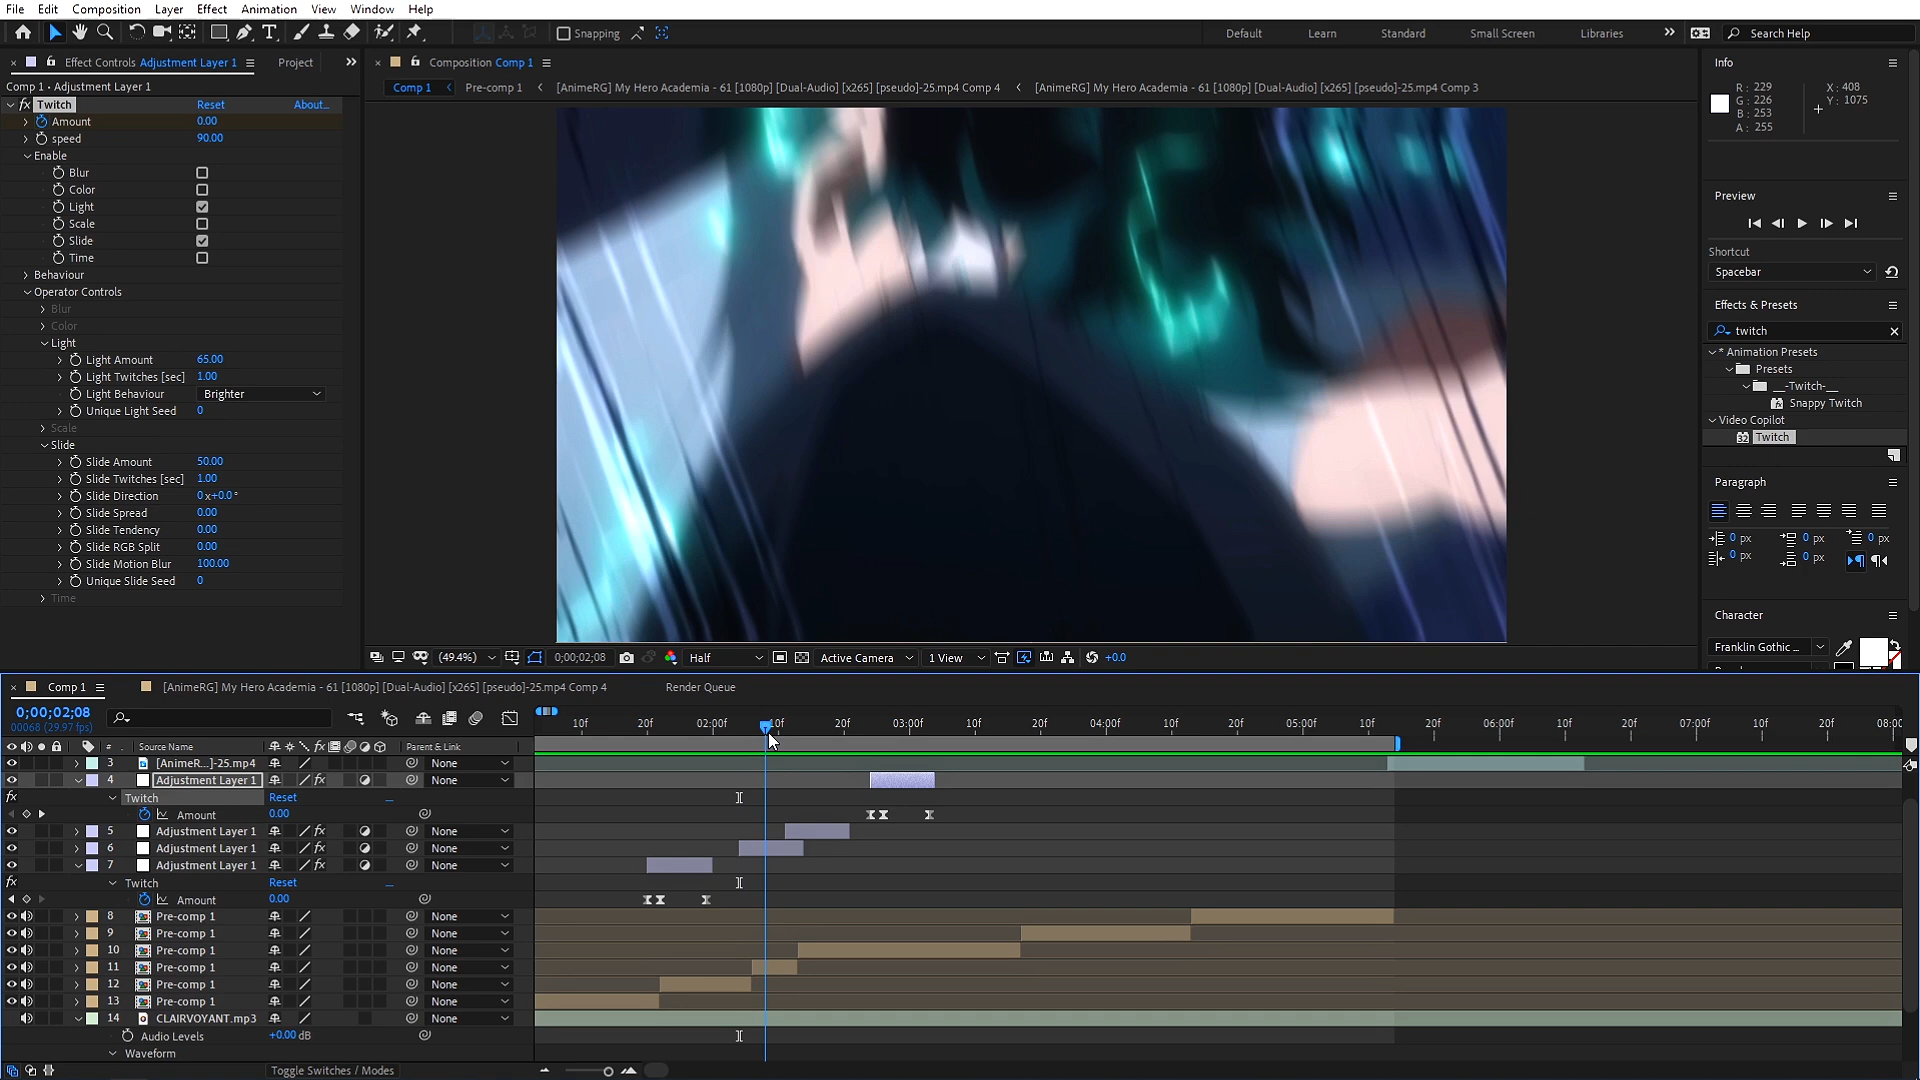 File Edit Composition Layer Effect Animation View Window Help
Snapping Default Learn Standard Small Screen Libraries Search Help
Effect Controls Adjustment Layer 1 Project
Composition Comp 1
Info
Comp 1 • Adjustment Layer 1
Comp 1 Pre-comp 1 [AnimeRG] My Hero Academia - 61 [1080p] [Dual-Audio] [x265] [pseudo]-25.mp4 Comp 4 [AnimeRG] My Hero Academia - 61 [1080p] [Dual-Audio] [x265] [pseudo]-25.mp4 Comp 3
R: 229 X: 408
G: 226 Y: 1075
B: 253
A: 255
fx Twitch Reset About...
Amount 0.00
speed 90.00
Enable
Blur
Color
Light
Scale
Slide
Time
Behaviour
Operator Controls
Blur
Color
Light
Light Amount 65.00
Light Twitches [sec] 1.00
Light Behaviour Brighter
Unique Light Seed 0
Scale
Slide
Slide Amount 50.00
Slide Twitches [sec] 1.00
Slide Direction 0x+0.0°
Slide Spread 0.00
Slide Tendency 0.00
Slide RGB Split 0.00
Slide Motion Blur 100.00
Unique Slide Seed 0
Time
Preview
Shortcut
Spacebar
Effects & Presets
twitch
* Animation Presets
Presets
__-Twitch-__
Snappy Twitch
Video Copilot
32 Twitch
Paragraph
0 px 0 px 0 px
0 px 0 px
Character
Franklin Gothic ...
(49.4%) 0;00;02;08 Half Active Camera 1 View +0.0
Comp 1 [AnimeRG] My Hero Academia - 61 [1080p] [Dual-Audio] [x265] [pseudo]-25.mp4 Comp 4 Render Queue
0;00;02;08
00068 (29.97 fps)
10f 20f 02:00f 10f 20f 03:00f 10f 20f 04:00f 10f 20f 05:00f 10f 20f 06:00f 10f 20f 07:00f 10f 20f 08:00
# Source Name fx Parent & Link
3 [AnimeR...]-25.mp4 None
4 Adjustment Layer 1 fx None
fx Twitch Reset
Amount 0.00
5 Adjustment Layer 1 fx None
6 Adjustment Layer 1 fx None
7 Adjustment Layer 1 fx None
fx Twitch Reset
Amount 0.00
8 Pre-comp 1 None
9 Pre-comp 1 None
10 Pre-comp 1 None
11 Pre-comp 1 None
12 Pre-comp 1 None
13 Pre-comp 1 None
14 CLAIRVOYANT.mp3 None
Audio Levels +0.00 dB
Waveform
Toggle Switches / Modes